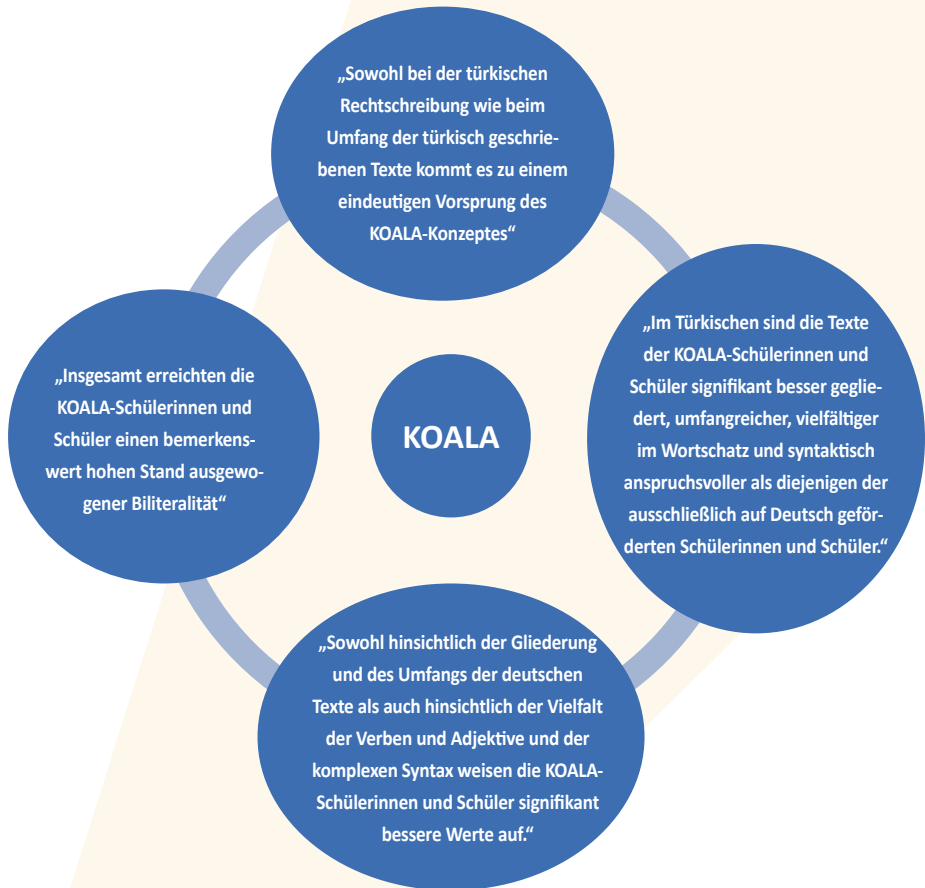 „Sowohl bei der türkischen
Rechtschreibung wie beim
Umfang der türkisch geschrie-
benen Texte kommt es zu einem
eindeutigen Vorsprung des
KOALA-Konzeptes“
„Im Türkischen sind die Texte
der KOALA-Schülerinnen und
Schüler signifikant besser geglie-
dert, umfangreicher, vielfältiger
im Wortschatz und syntaktisch
anspruchsvoller als diejenigen der
ausschließlich auf Deutsch geför-
derten Schülerinnen und Schüler.“
„Sowohl hinsichtlich der Gliederung
und des Umfangs der deutschen
Texte als auch hinsichtlich der Vielfalt
der Verben und Adjektive und der
komplexen Syntax weisen die KOALA-
Schülerinnen und Schüler signifikant
bessere Werte auf.“
„Insgesamt erreichten die
KOALA-Schülerinnen und
Schüler einen bemerkens-
wert hohen Stand ausgewo-
gener Biliteralität“
KOALA